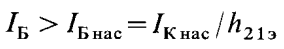 I_Б > I_Б нас = I_К нас / h_21э